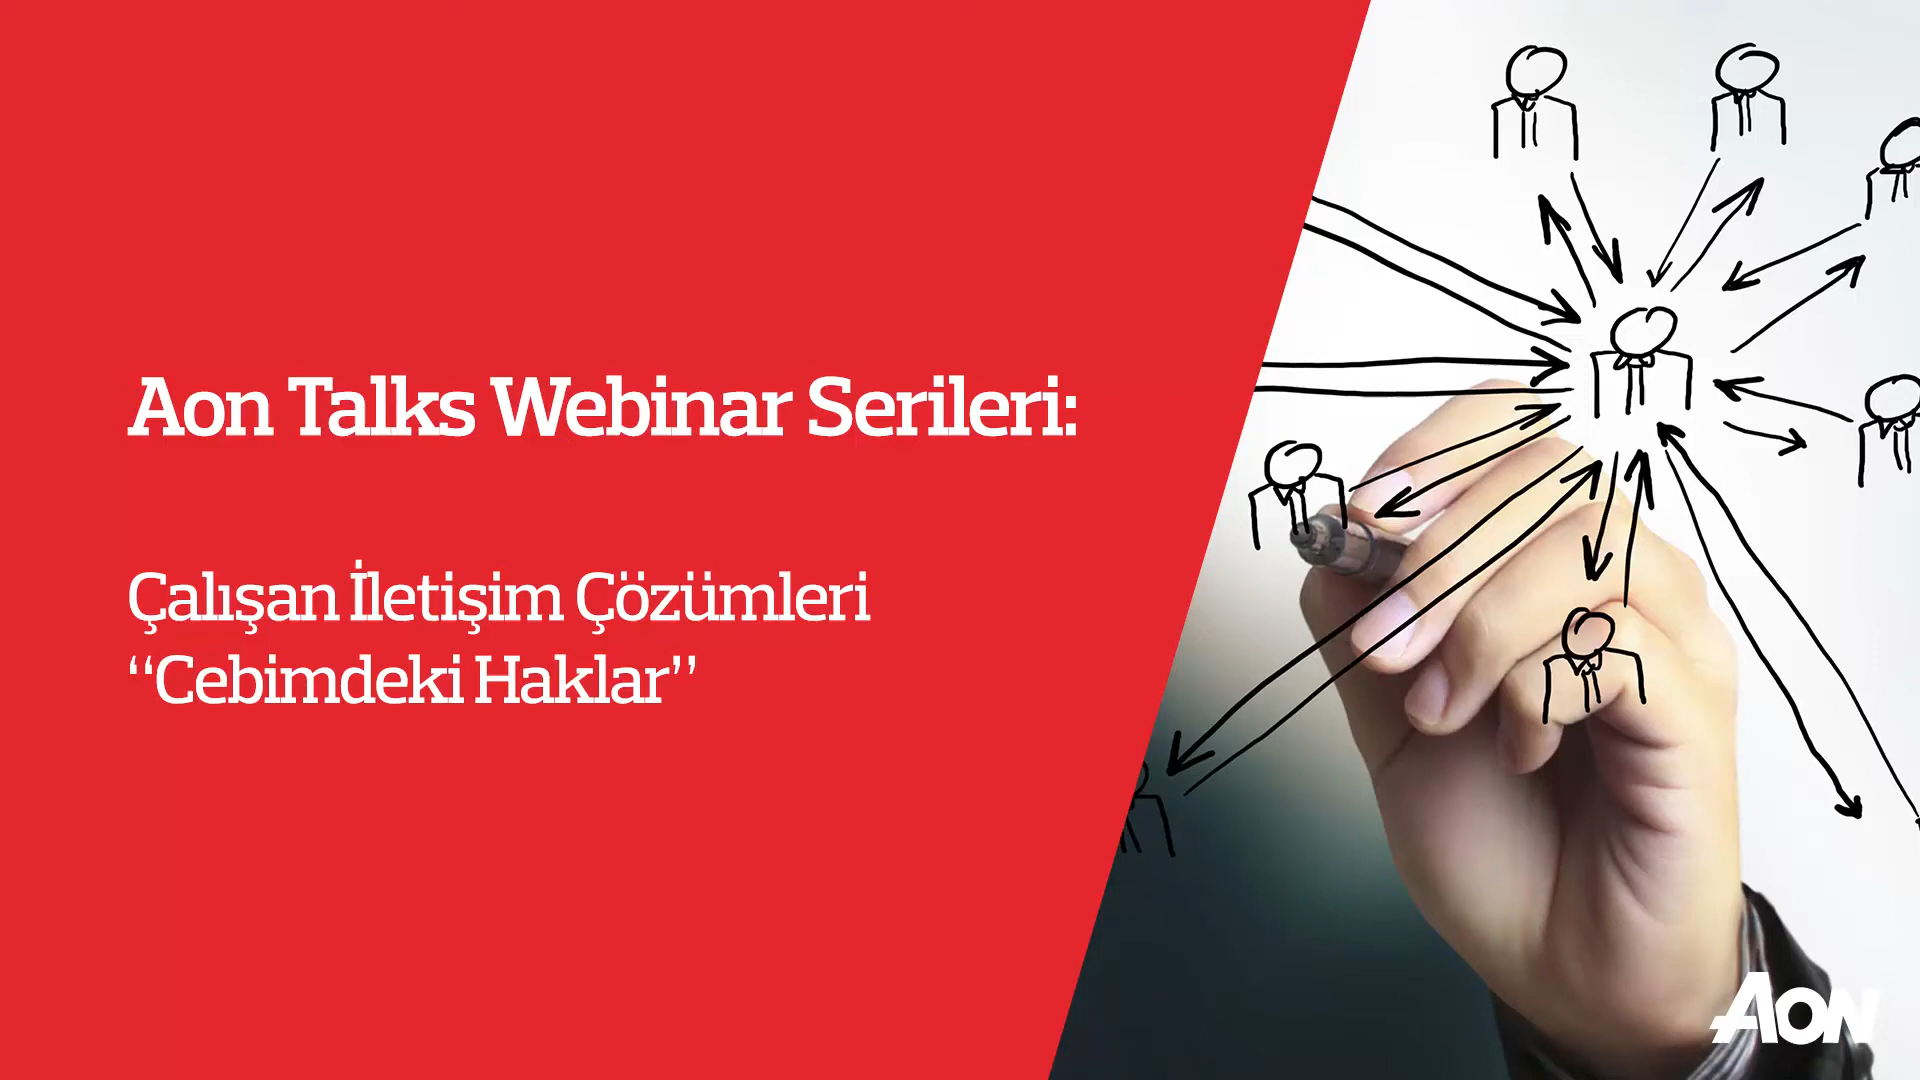 Aon Talks Webinar Serileri:
Çalışan İletişim Çözümleri
“Cebimdeki Haklar”
AON